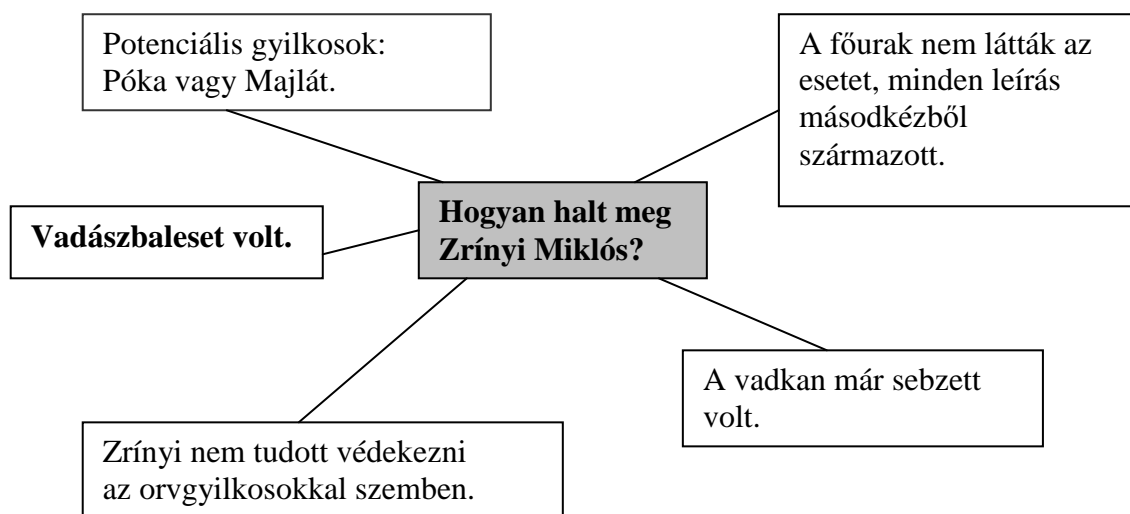 Potenciális gyilkosok:
Póka vagy Majlát.
A főurak nem látták az
esetet, minden leírás
másodkézből
származott.
Hogyan halt meg
Zrínyi Miklós?
Vadászbaleset volt.
A vadkan már sebzett
volt.
Zrínyi nem tudott védekezni
az orvgyilkosokkal szemben.